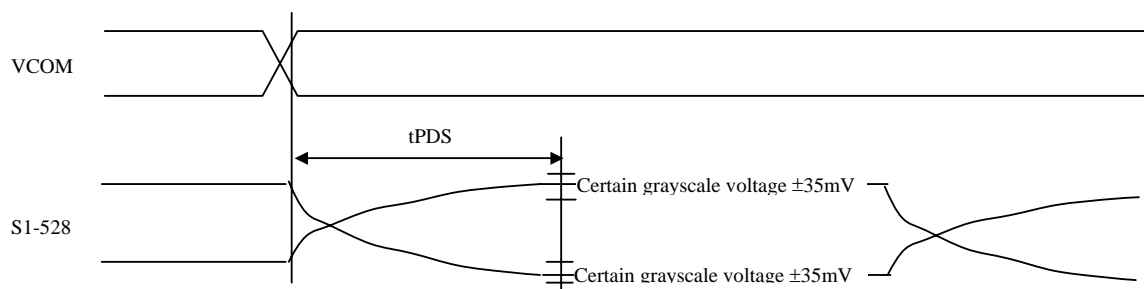 VCOM
tPDS
Certain grayscale voltage ±35mV
S1-528
Certain grayscale voltage ±35mV